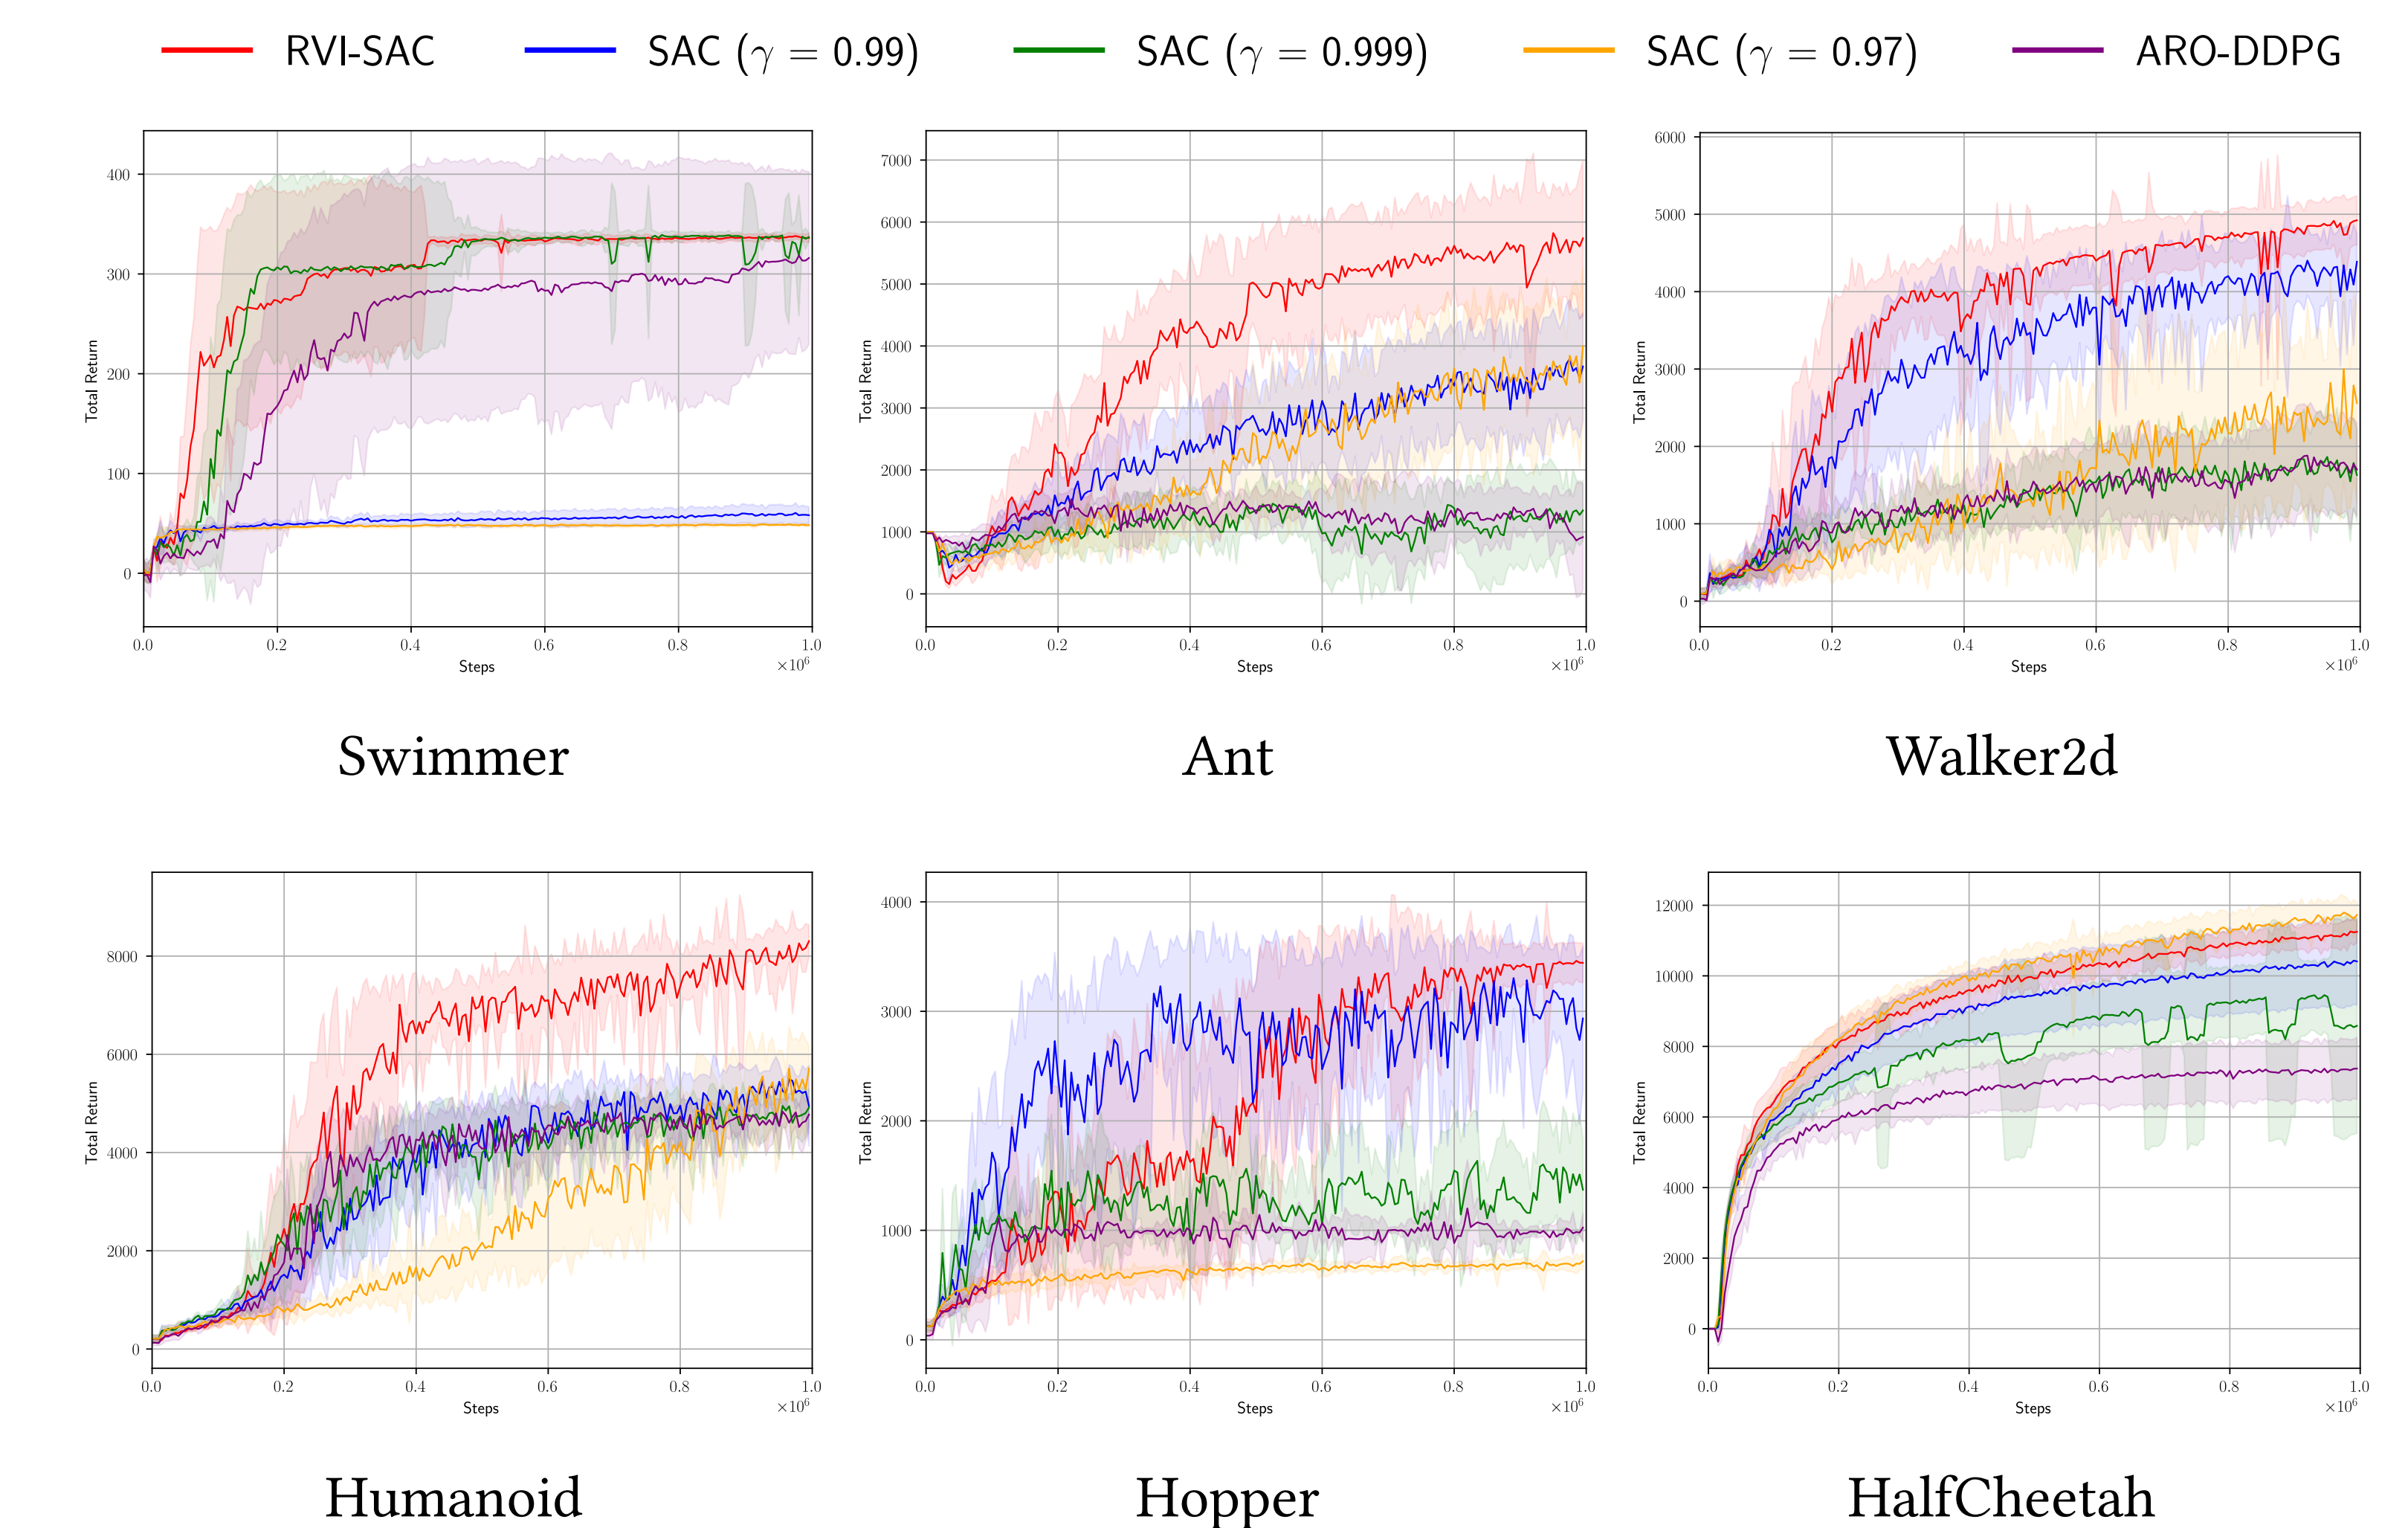 RVI-SAC SAC (γ = 0.99) SAC (γ = 0.999) SAC (γ = 0.97) ARO-DDPG
Total Return
400
300
200
100
0
0.0 0.2 0.4 0.6 0.8 1.0
Steps
×10⁶
Swimmer
Total Return
7000
6000
5000
4000
3000
2000
1000
0
0.0 0.2 0.4 0.6 0.8 1.0
Steps
×10⁶
Ant
Total Return
6000
5000
4000
3000
2000
1000
0
0.0 0.2 0.4 0.6 0.8 1.0
Steps
×10⁶
Walker2d
Total Return
8000
6000
4000
2000
0
0.0 0.2 0.4 0.6 0.8 1.0
Steps
×10⁶
Humanoid
Total Return
4000
3000
2000
1000
0
0.0 0.2 0.4 0.6 0.8 1.0
Steps
×10⁶
Hopper
Total Return
12000
10000
8000
6000
4000
2000
0
0.0 0.2 0.4 0.6 0.8 1.0
Steps
×10⁶
HalfCheetah